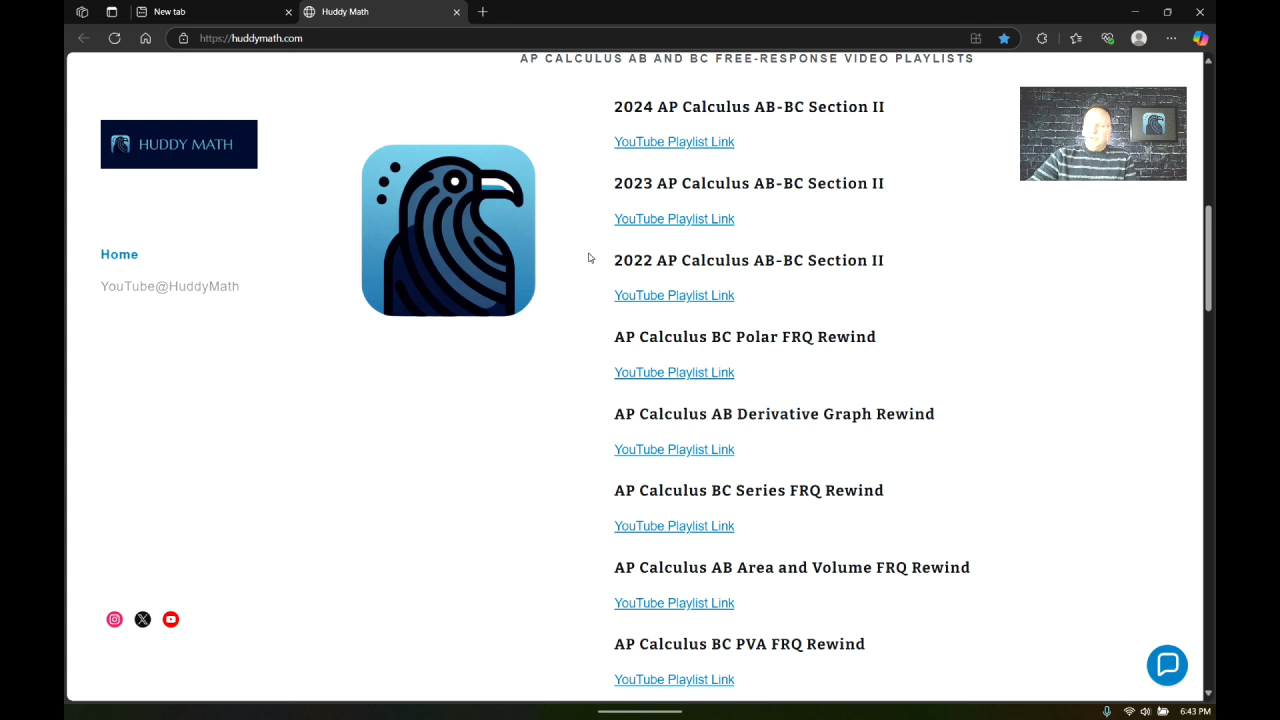 New tab
Huddy Math
https://huddymath.com
AP CALCULUS AB AND BC FREE-RESPONSE VIDEO PLAYLISTS
HUDDY MATH
Home
YouTube@HuddyMath
2024 AP Calculus AB-BC Section II
YouTube Playlist Link
2023 AP Calculus AB-BC Section II
YouTube Playlist Link
2022 AP Calculus AB-BC Section II
YouTube Playlist Link
AP Calculus BC Polar FRQ Rewind
YouTube Playlist Link
AP Calculus AB Derivative Graph Rewind
YouTube Playlist Link
AP Calculus BC Series FRQ Rewind
YouTube Playlist Link
AP Calculus AB Area and Volume FRQ Rewind
YouTube Playlist Link
AP Calculus BC PVA FRQ Rewind
YouTube Playlist Link
6:43 PM